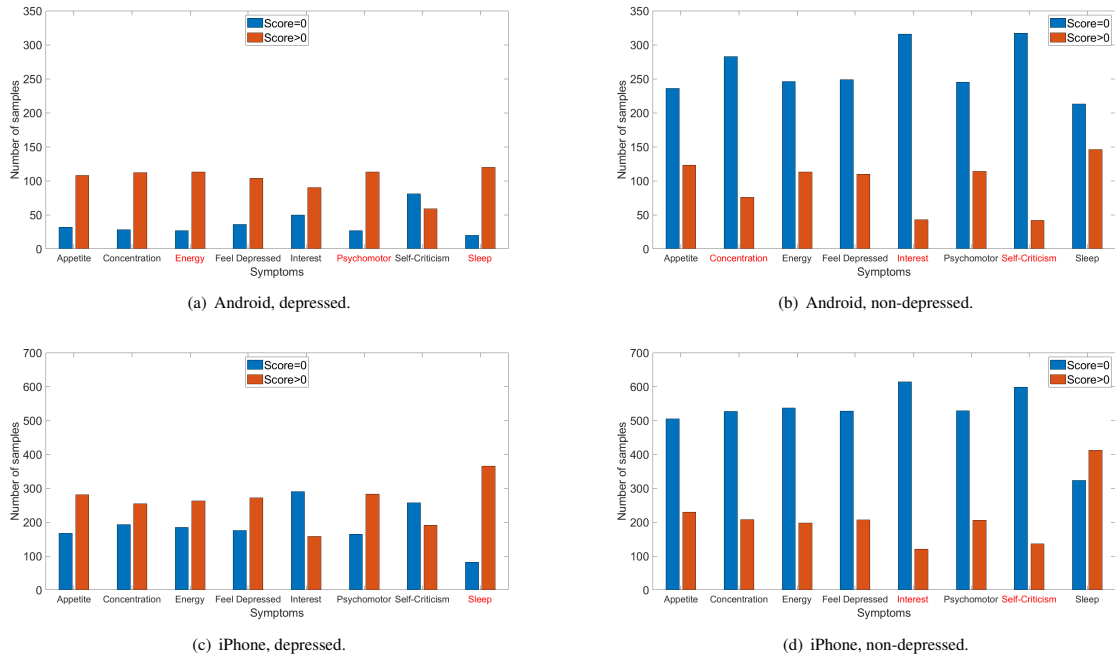 Score=0
Score>0
350
300
250
200
150
100
50
0
Number of samples
Appetite Concentration Energy Feel Depressed Interest Psychomotor Self-Criticism Sleep
Symptoms
(a) Android, depressed.
Score=0
Score>0
350
300
250
200
150
100
50
0
Number of samples
Appetite Concentration Energy Feel Depressed Interest Psychomotor Self-Criticism Sleep
Symptoms
(b) Android, non-depressed.
Score=0
Score>0
700
600
500
400
300
200
100
0
Number of samples
Appetite Concentration Energy Feel Depressed Interest Psychomotor Self-Criticism Sleep
Symptoms
(c) iPhone, depressed.
Score=0
Score>0
700
600
500
400
300
200
100
0
Number of samples
Appetite Concentration Energy Feel Depressed Interest Psychomotor Self-Criticism Sleep
Symptoms
(d) iPhone, non-depressed.